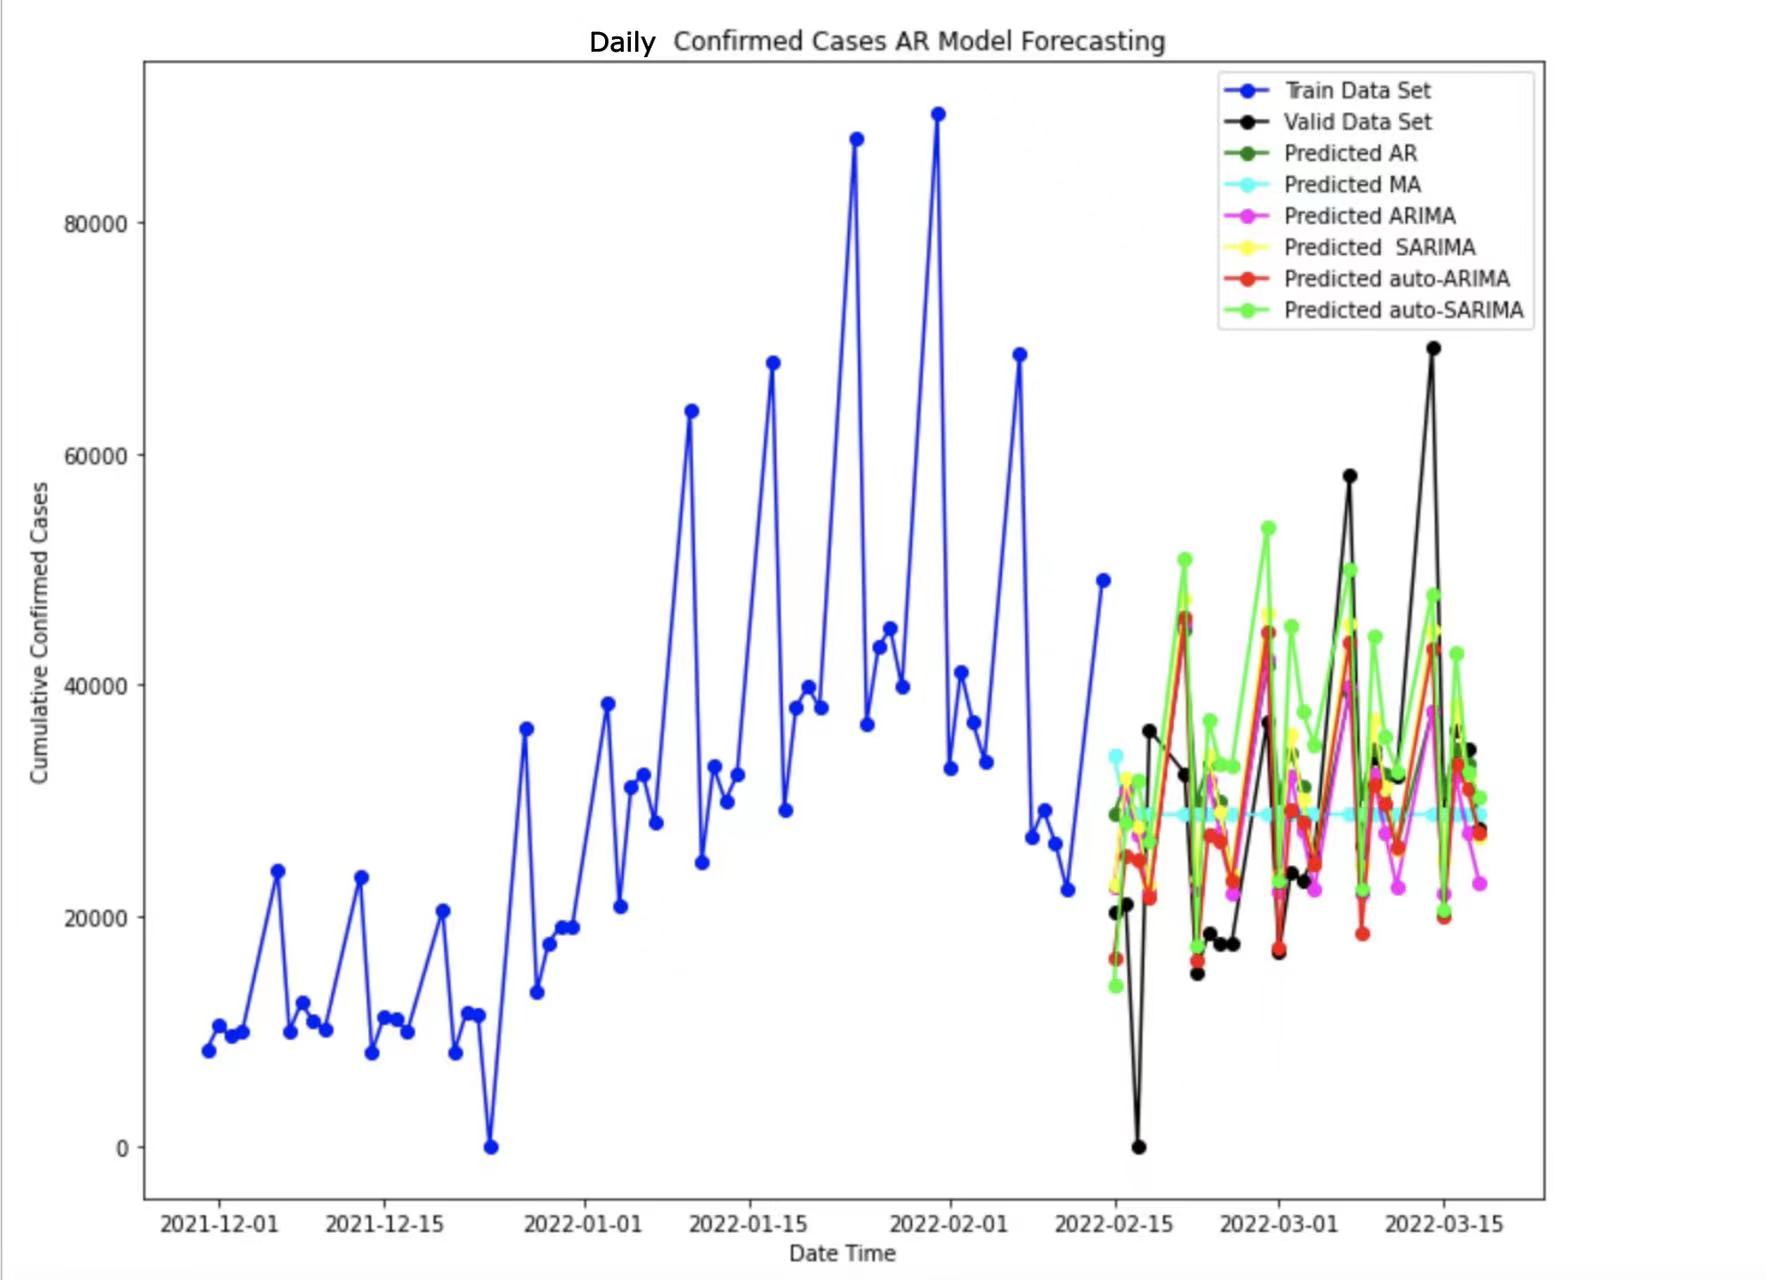 Daily Confirmed Cases AR Model Forecasting
Train Data Set
Valid Data Set
Predicted AR
Predicted MA
Predicted ARIMA
Predicted  SARIMA
Predicted auto-ARIMA
Predicted auto-SARIMA
Cumulative Confirmed Cases
80000
60000
40000
20000
0
2021-12-01
2021-12-15
2022-01-01
2022-01-15
2022-02-01
2022-02-15
2022-03-01
2022-03-15
Date Time